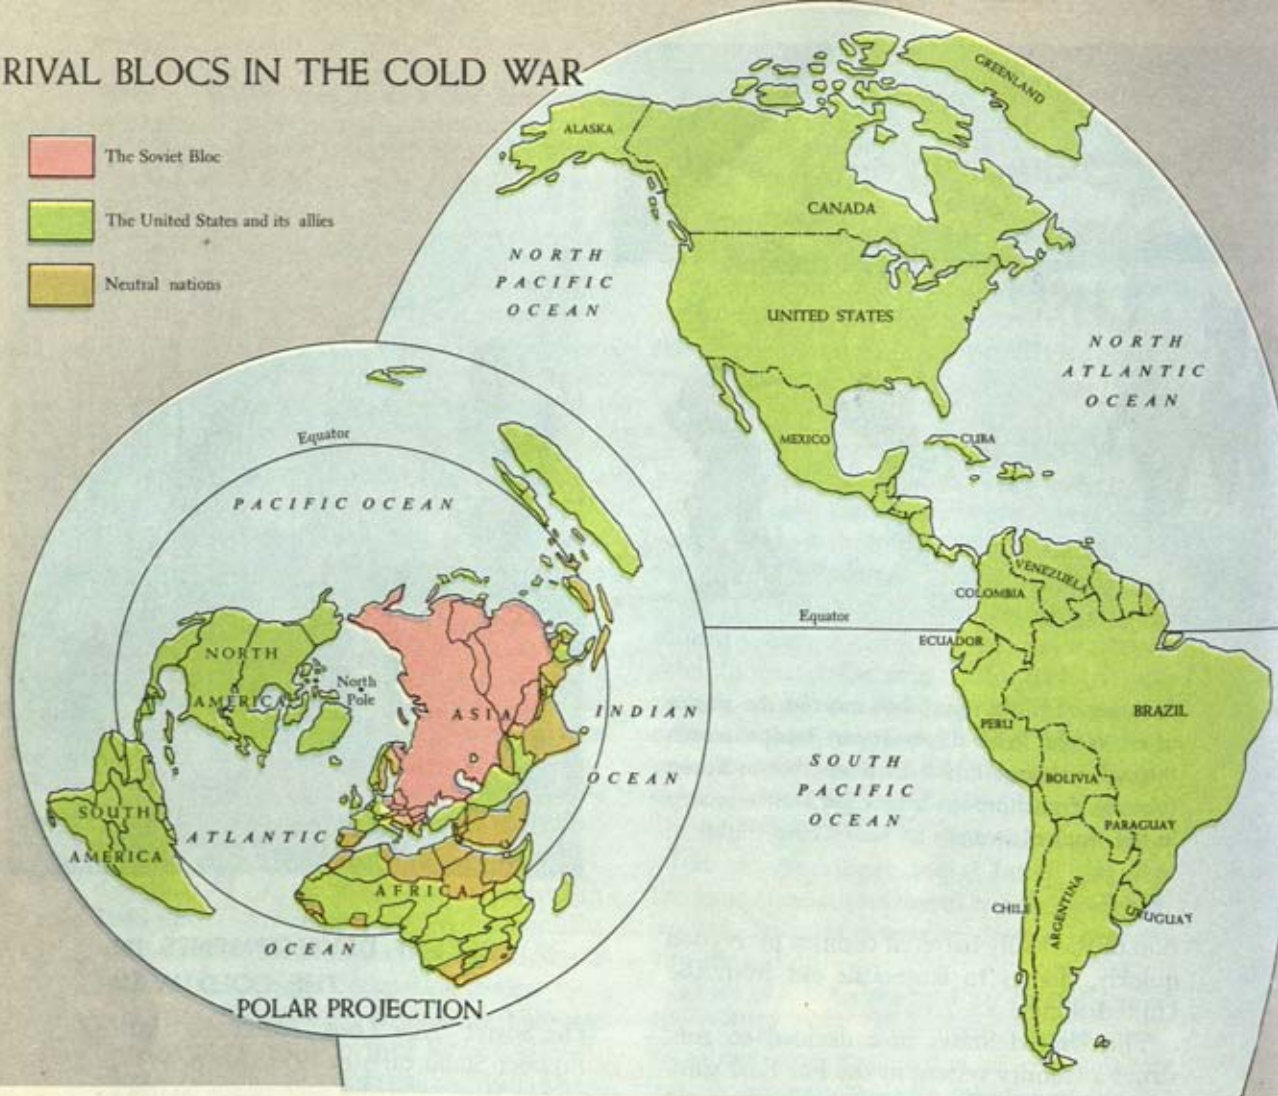 RIVAL BLOCS IN THE COLD WAR
The Soviet Bloc
The United States and its allies
Neutral nations
GREENLAND
ALASKA
CANADA
NORTH
PACIFIC
OCEAN
UNITED STATES
NORTH
ATLANTIC
OCEAN
MEXICO
CUBA
VENEZUELA
COLOMBIA
Equator
ECUADOR
PERU
BRAZIL
SOUTH
PACIFIC
OCEAN
BOLIVIA
PARAGUAY
CHILE
ARGENTINA
URUGUAY
Equator
PACIFIC OCEAN
NORTH
AMERICA
North
Pole
ASIA
INDIAN
OCEAN
SOUTH
AMERICA
ATLANTIC
OCEAN
AFRICA
POLAR PROJECTION